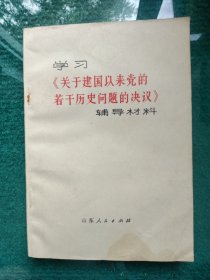 学习
《关于建国以来党的
若干历史问题的决议》
辅导材料
山东人民出版社